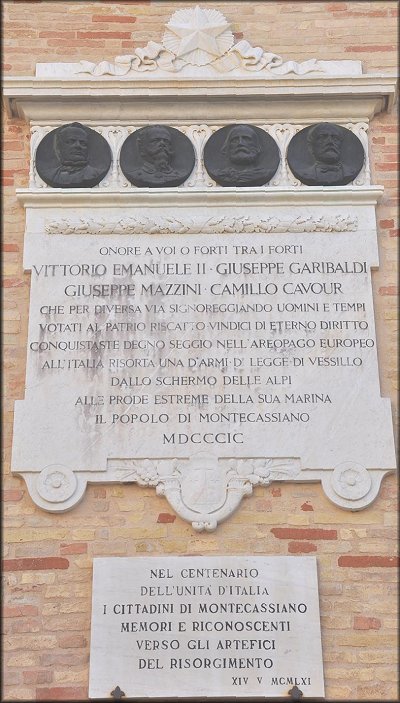 ONORE A VOI O FORTI TRA I FORTI
VITTORIO EMANUELE II · GIUSEPPE GARIBALDI
GIUSEPPE MAZZINI · CAMILLO CAVOUR
CHE PER DIVERSA VIA SIGNOREGGIANDO UOMINI E TEMPI
VOTATI AL PATRIO RISCATTO VINDICI DI ETERNO DIRITTO
CONQUISTASTE DEGNO SEGGIO NELL'AREOPAGO EUROPEO
ALL'ITALIA RISORTA UNA D'ARMI DI LEGGE DI VESSILLO
DALLO SCHERMO DELLE ALPI
ALLE PRODE ESTREME DELLA SUA MARINA
IL POPOLO DI MONTECASSIANO
MDCCCIC
NEL CENTENARIO
DELL'UNITA' D'ITALIA
I CITTADINI DI MONTECASSIANO
MEMORI E RICONOSCENTI
VERSO GLI ARTEFICI
DEL RISORGIMENTO
XIV V MCMLXI